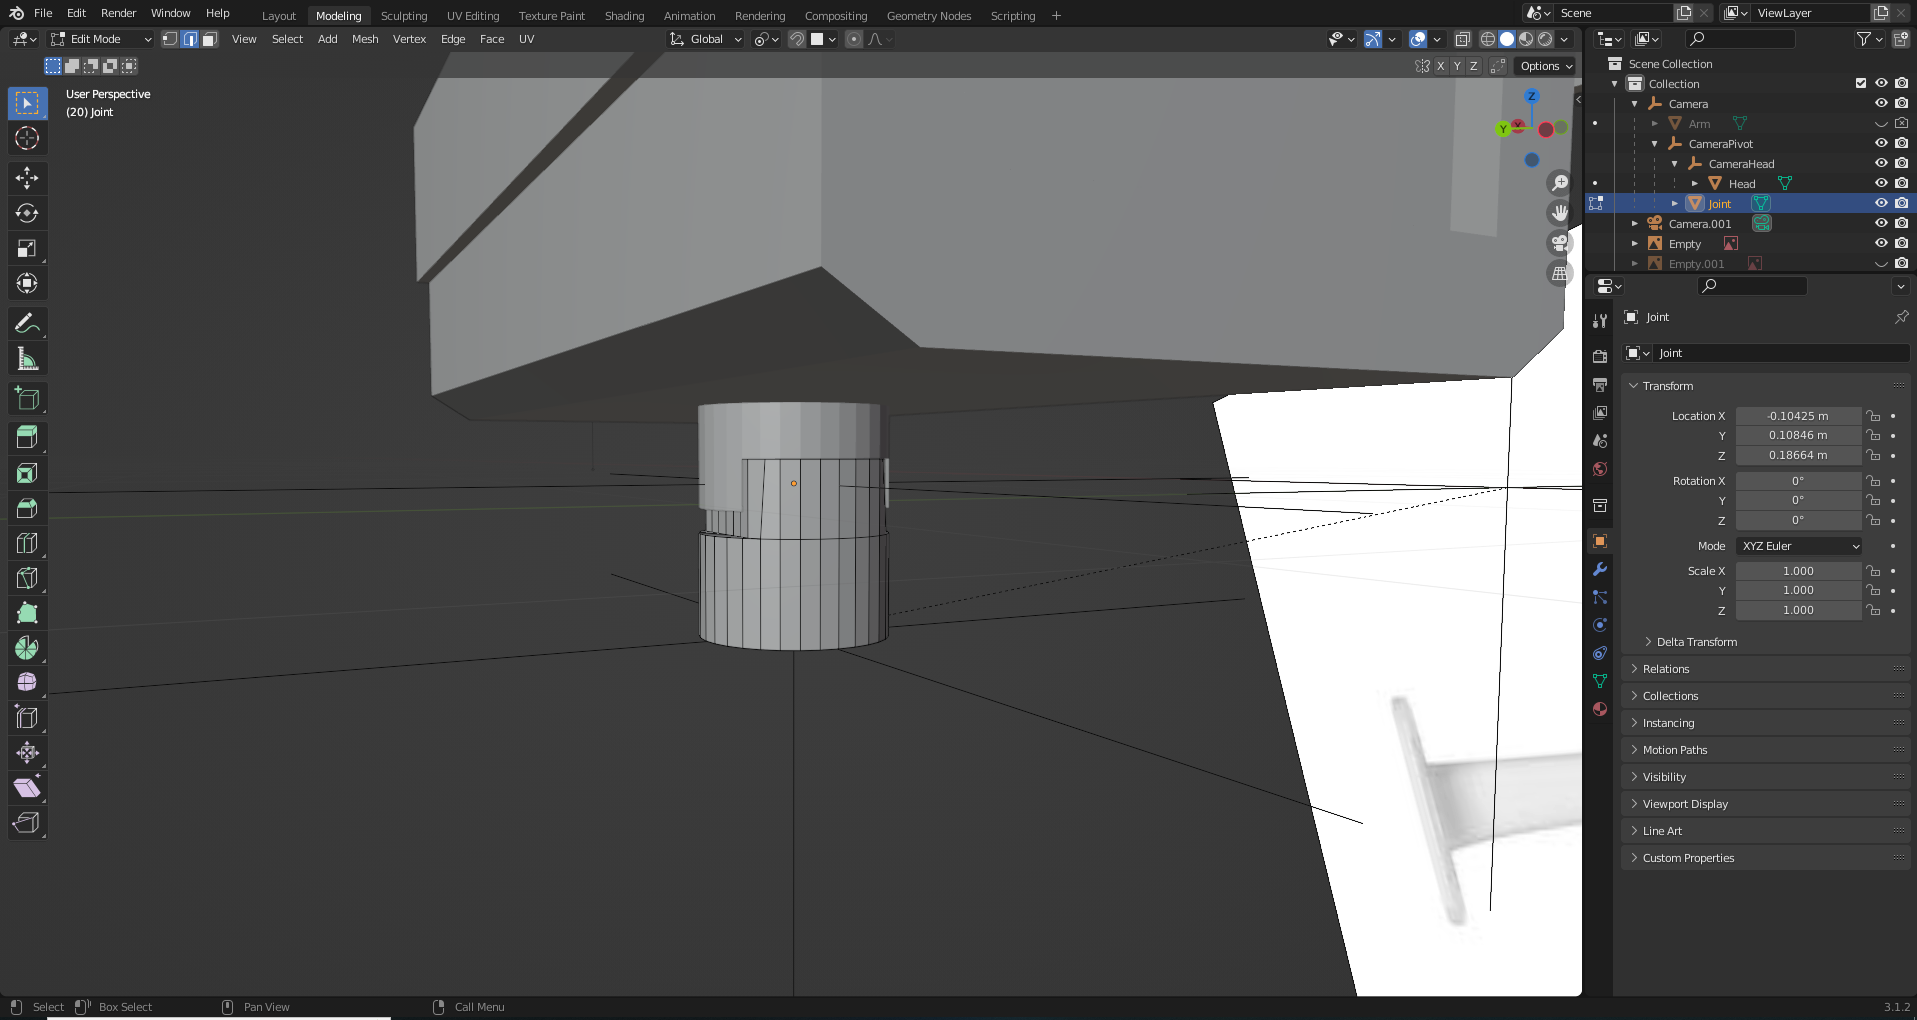 File Edit Render Window Help
Layout Modeling Sculpting UV Editing Texture Paint Shading Animation Rendering Compositing Geometry Nodes Scripting +
Scene
ViewLayer
Edit Mode
View Select Add Mesh Vertex Edge Face UV
Global
X Y Z
Options
User Perspective
(20) Joint
Z
Y
X
Scene Collection
Collection
Camera
Arm
CameraPivot
CameraHead
Head
Joint
Camera.001
Empty
Empty.001
Joint
Joint
Transform
Location X -0.10425 m
Y 0.10846 m
Z 0.18664 m
Rotation X 0°
Y 0°
Z 0°
Mode XYZ Euler
Scale X 1.000
Y 1.000
Z 1.000
Delta Transform
Relations
Collections
Instancing
Motion Paths
Visibility
Viewport Display
Line Art
Custom Properties
Select Box Select Pan View Call Menu
3.1.2